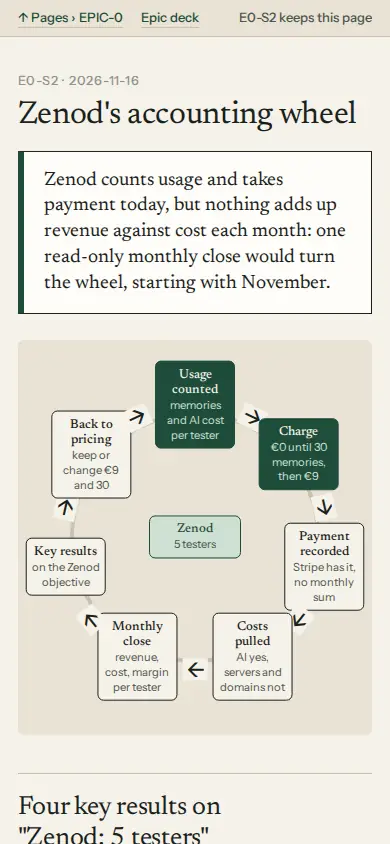 ↑ Pages › EPIC-0 Epic deck E0-S2 keeps this page
E0-S2 · 2026-11-16
Zenod's accounting wheel
Zenod counts usage and takes
payment today, but nothing adds up
revenue against cost each month: one
read-only monthly close would turn
the wheel, starting with November.
Usage
counted
memories
and AI cost
per tester
Charge
€0 until 30
memories,
then €9
Payment
recorded
Stripe has it,
no monthly
sum
Costs
pulled
AI yes,
servers and
domains not
Monthly
close
revenue,
cost, margin
per tester
Key results
on the Zenod
objective
Back to
pricing
keep or
change €9
and 30
Zenod
5 testers
Four key results on
"Zenod: 5 testers"